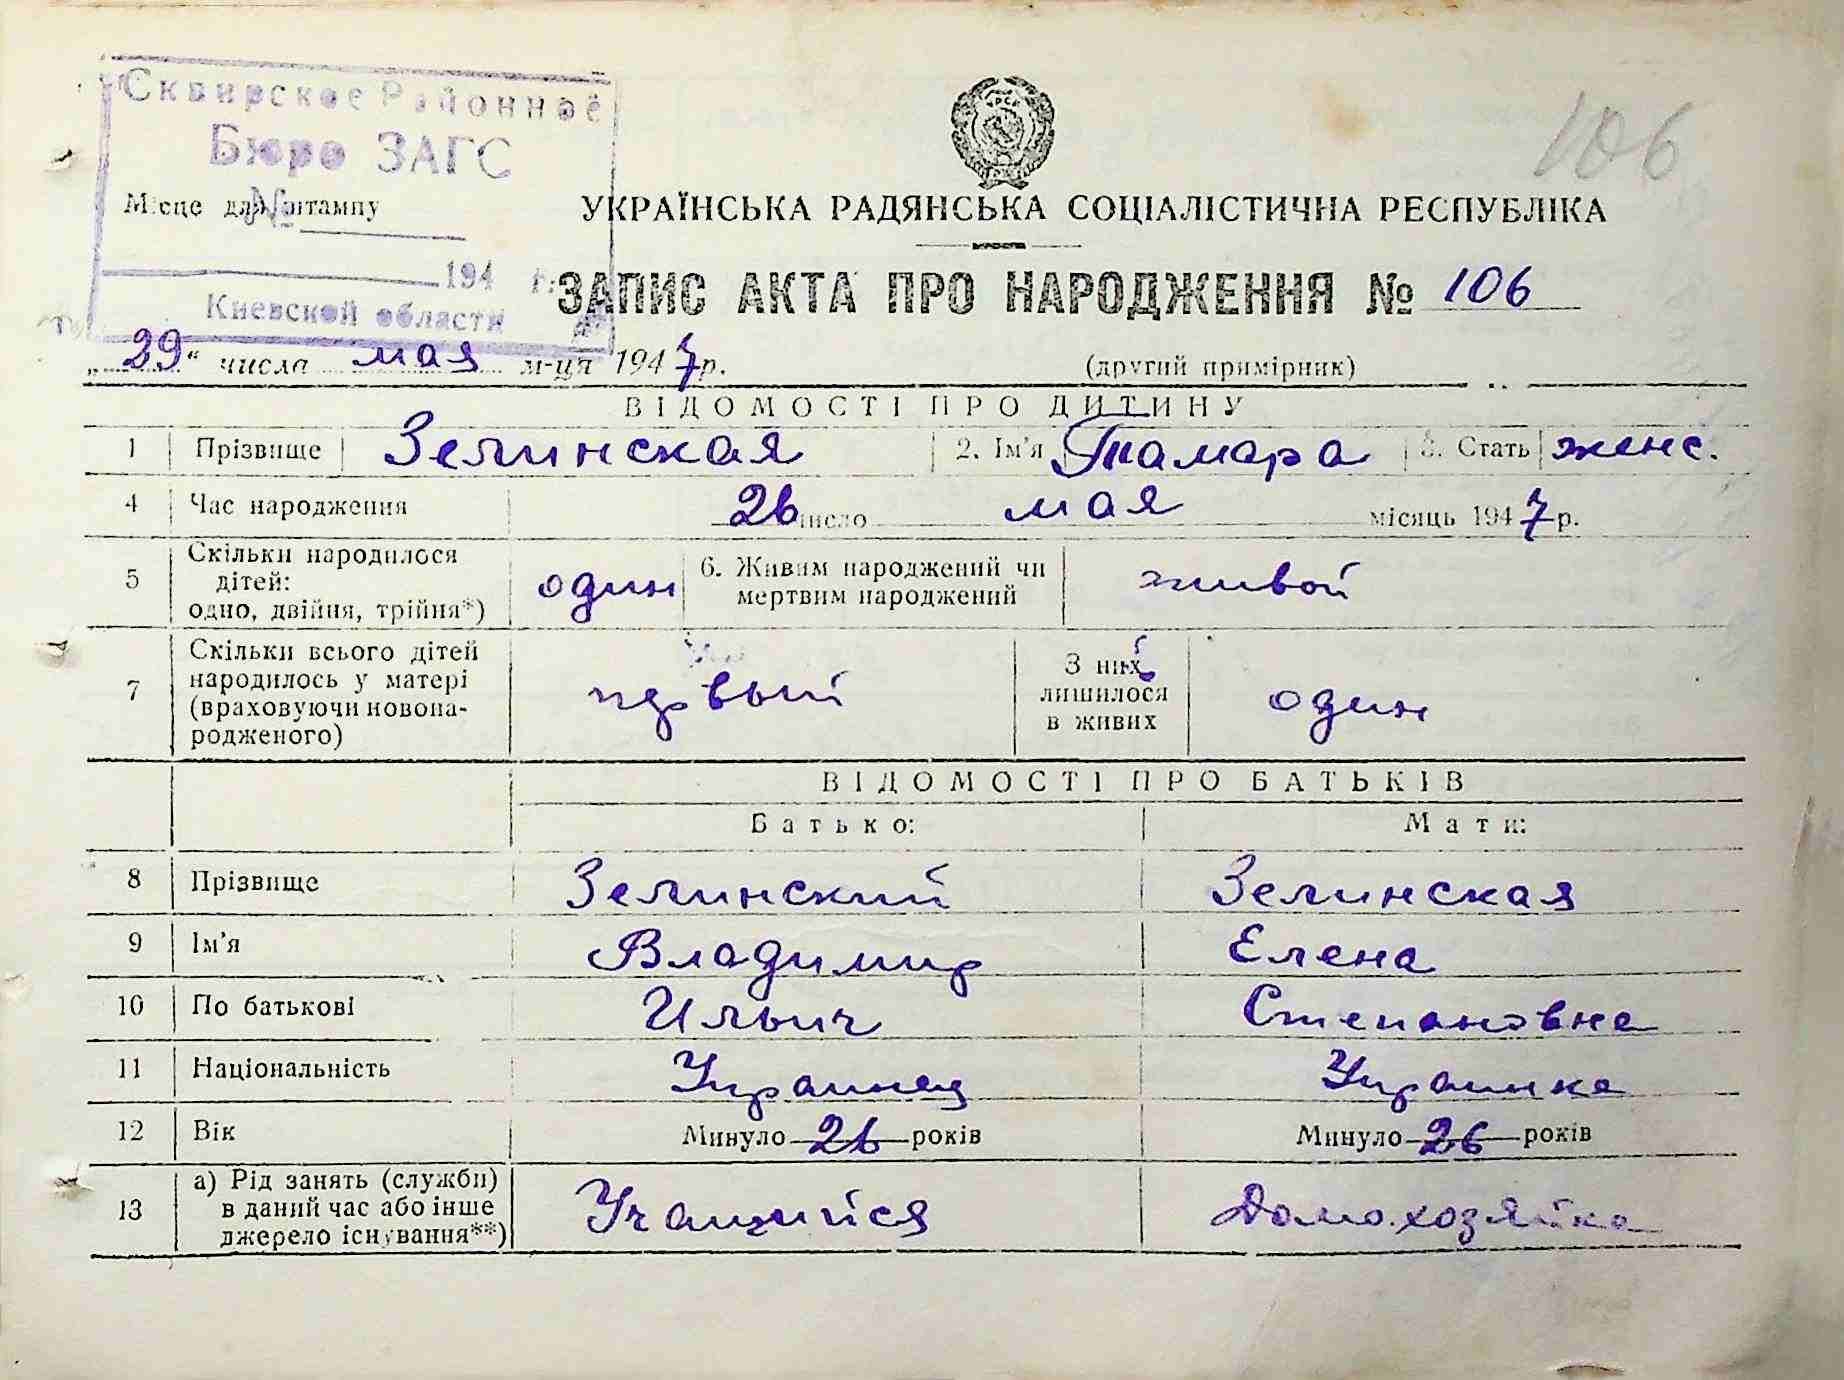 Сквирское Районное
Бюро ЗАГС
Місце для штампу
№
194 г.
Киевской области
106
УРСР
УКРАЇНСЬКА РАДЯНСЬКА СОЦІАЛІСТИЧНА РЕСПУБЛІКА
ЗАПИС АКТА ПРО НАРОДЖЕННЯ № 106
„29“ числа мая м-ця 1947 р. (другий примірник)
ВІДОМОСТІ ПРО ДИТИНУ
1 Прізвище Зелинская 2. Ім'я Тамара 3. Стать женс.
4 Час народження 26 число мая місяць 1947 р.
5 Скільки народилося дітей: одно, двійня, трійня*) один 6. Живим народжений чи мертвим народжений живой
7 Скільки всього дітей народилось у матері (враховуючи новонародженого) первый З них лишилося в живих один
ВІДОМОСТІ ПРО БАТЬКІВ
Батько: Мати:
8 Прізвище Зелинский Зелинская
9 Ім'я Владимир Елена
10 По батькові Ильич Степановна
11 Національність Украинец Украинка
12 Вік Минуло 26 років Минуло 26 років
13 а) Рід занять (служби) в даний час або інше джерело існування**) Учащийся Домохозяйка